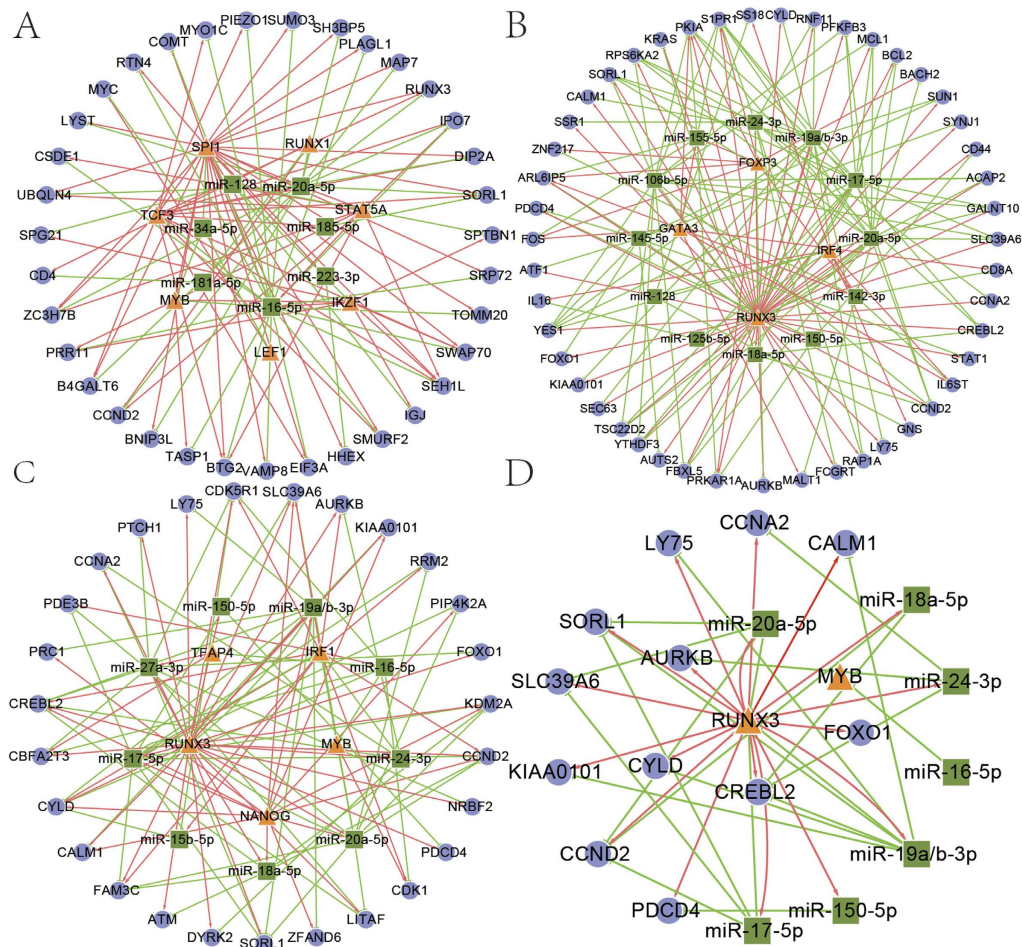 A
PIEZO1
SUMO3
MYO1C
SH3BP5
COMT
PLAGL1
RTN4
MAP7
MYC
RUNX3
LYST
IPO7
CSDE1
SPI1
RUNX1
DIP2A
UBQLN4
miR-128
miR-20a-5p
SORL1
TCF3
STAT5A
SPG21
miR-34a-5p
miR-185-5p
SPTBN1
CD4
miR-181a-5p
miR-223-3p
SRP72
ZC3H7B
MYB
miR-16-5p
IKZF1
TOMM20
PRR11
LEF1
SWAP70
B4GALT6
SEH1L
CCND2
IGJ
BNIP3L
SMURF2
TASP1
HHEX
BTG2
VAMP8
EIF3A
B
S1PR1
SS18
CYLD
RNF11
PKIA
PFKFB3
KRAS
MCL1
RPS6KA2
BCL2
SORL1
BACH2
CALM1
SUN1
SSR1
miR-24-3p
SYNJ1
miR-155-5p
miR-19a/b-3p
ZNF217
FOXP3
CD44
ARL6IP5
miR-106b-5p
miR-17-5p
ACAP2
PDCD4
GALNT10
FOS
miR-145-5p
GATA3
miR-20a-5p
SLC39A6
IRF4
ATF1
CD8A
IL16
miR-128
miR-142-3p
CCNA2
YES1
RUNX3
CREBL2
FOXO1
miR-125b-5p
miR-150-5p
STAT1
KIAA0101
miR-18a-5p
IL6ST
SEC63
CCND2
TSC22D2
GNS
YTHDF3
LY75
AUTS2
RAP1A
FBXL5
FCGRT
PRKAR1A
MALT1
AURKB
C
CDK5R1
SLC39A6
LY75
AURKB
PTCH1
KIAA0101
CCNA2
RRM2
PDE3B
miR-150-5p
miR-19a/b-3p
PIP4K2A
PRC1
miR-27a-3p
TFAP4
IRF1
miR-16-5p
FOXO1
CREBL2
KDM2A
CBFA2T3
miR-17-5p
RUNX3
MYB
miR-24-3p
CCND2
CYLD
NANOG
NRBF2
CALM1
miR-15b-5p
miR-20a-5p
PDCD4
FAM3C
miR-18a-5p
CDK1
ATM
LITAF
DYRK2
SORL1
ZFAND6
D
CCNA2
LY75
CALM1
miR-18a-5p
SORL1
miR-20a-5p
AURKB
SLC39A6
MYB
miR-24-3p
RUNX3
FOXO1
KIAA0101
CYLD
miR-16-5p
CREBL2
CCND2
miR-19a/b-3p
PDCD4
miR-150-5p
miR-17-5p